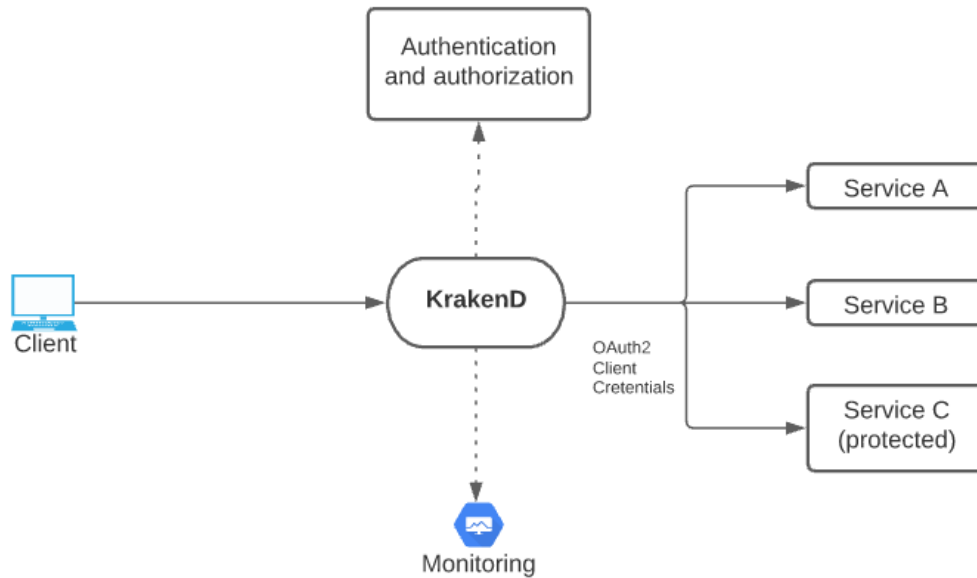 Authentication
and authorization
Service A
KrakenD
Service B
Client
OAuth2
Client
Cretentials
Service C
(protected)
Monitoring